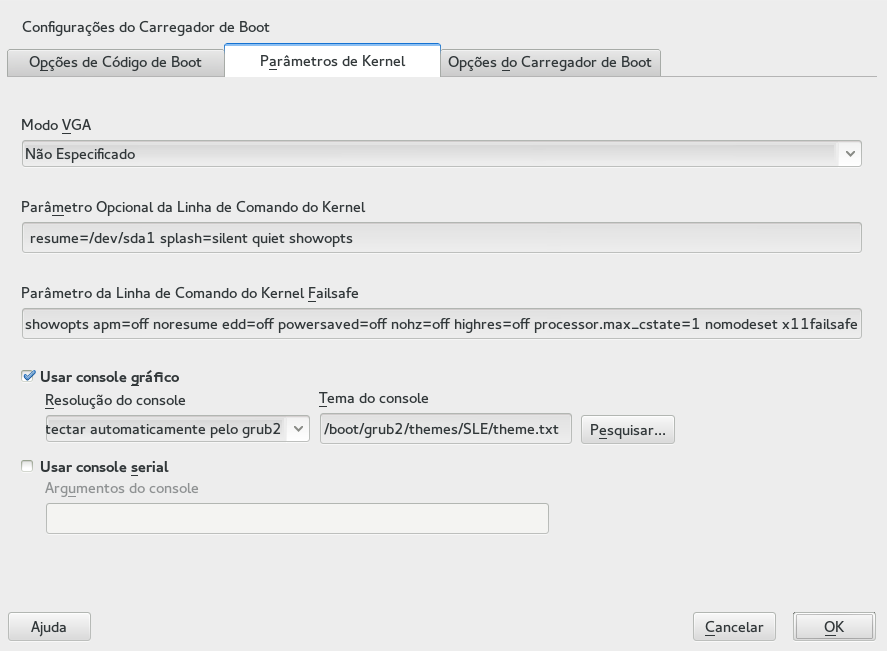 Configurações do Carregador de Boot
Opções de Código de Boot
Parâmetros de Kernel
Opções do Carregador de Boot
Modo VGA
Não Especificado
Parâmetro Opcional da Linha de Comando do Kernel
resume=/dev/sda1 splash=silent quiet showopts
Parâmetro da Linha de Comando do Kernel Failsafe
showopts apm=off noresume edd=off powersaved=off nohz=off highres=off processor.max_cstate=1 nomodeset x11failsafe
Usar console gráfico
Resolução do console
Tema do console
tectar automaticamente pelo grub2
/boot/grub2/themes/SLE/theme.txt
Pesquisar...
Usar console serial
Argumentos do console
Ajuda
Cancelar
OK